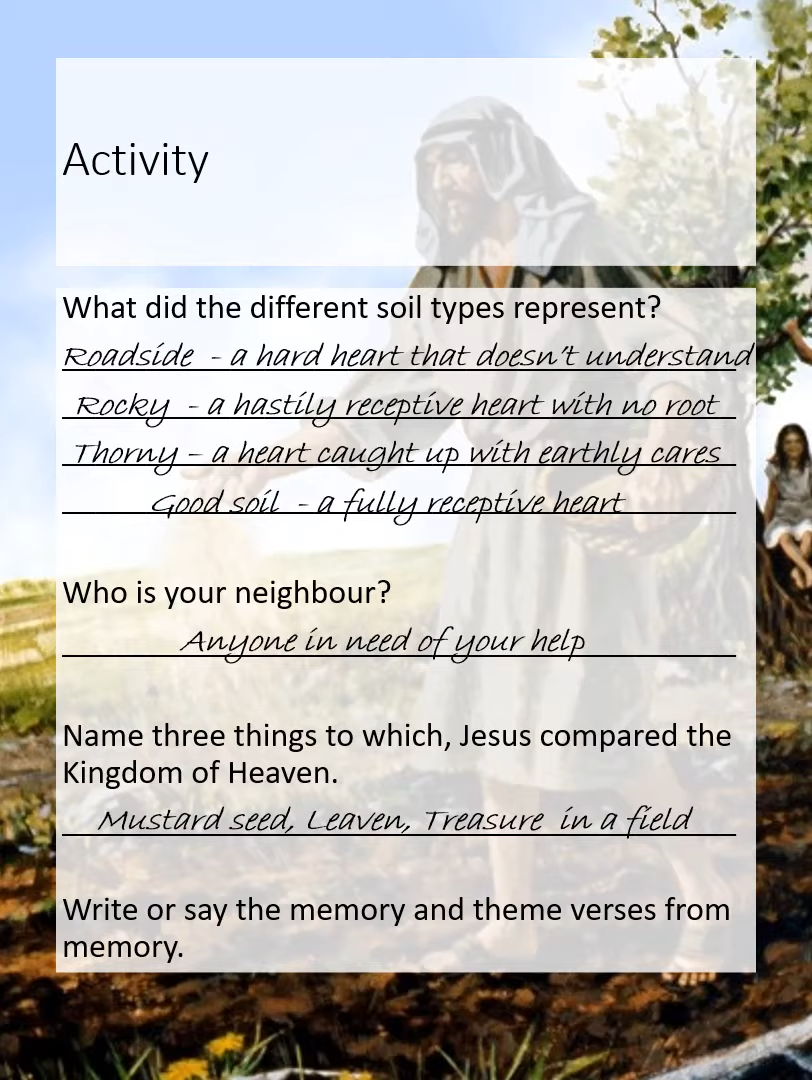 Activity
What did the different soil types represent?
Roadside - a hard heart that doesn't understand
Rocky - a hastily receptive heart with no root
Thorny – a heart caught up with earthly cares
Good soil - a fully receptive heart
Who is your neighbour?
Anyone in need of your help
Name three things to which, Jesus compared the
Kingdom of Heaven.
Mustard seed, Leaven, Treasure in a field
Write or say the memory and theme verses from
memory.